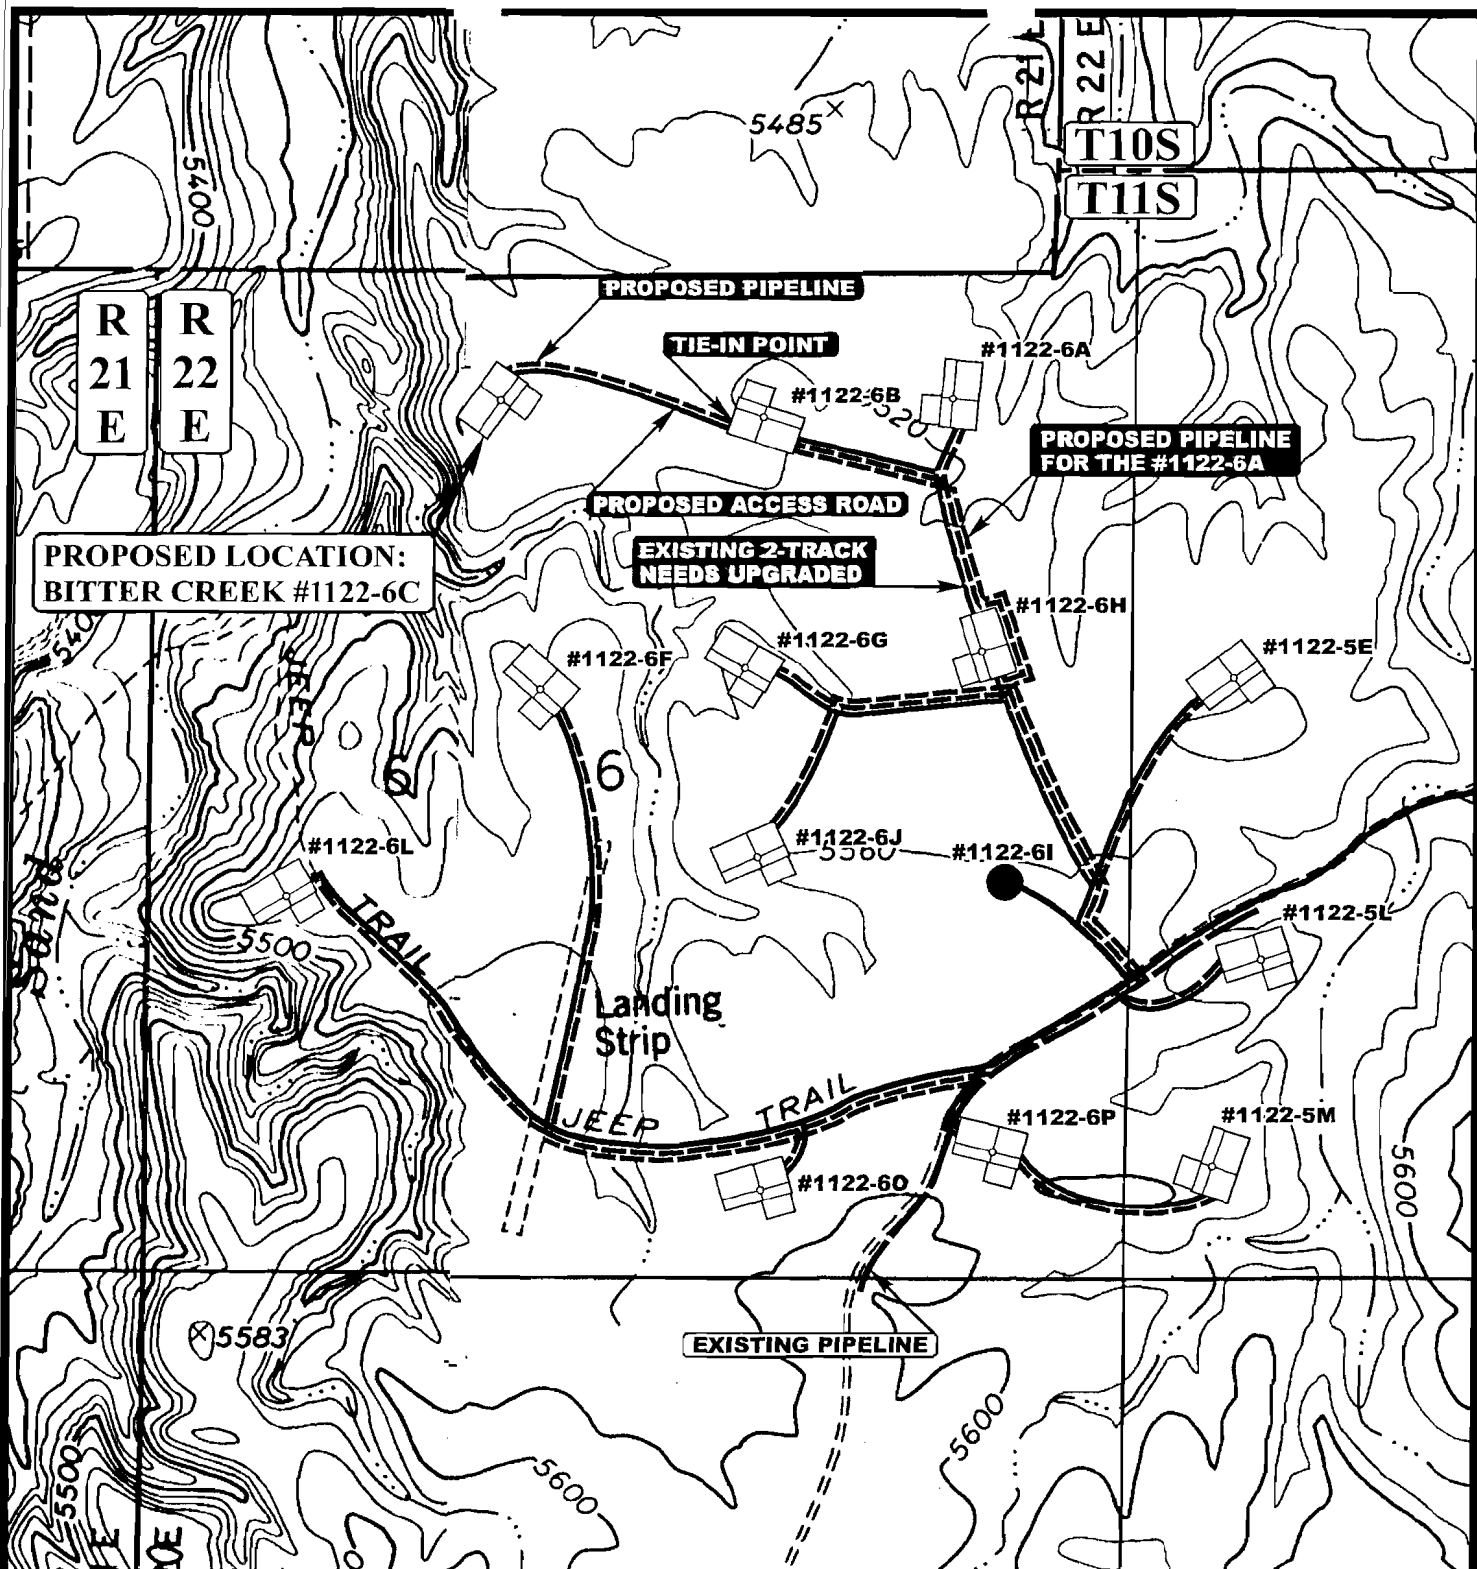 R 21 E
R 22 E
5485
T10S
T11S
5400
PROPOSED PIPELINE
R
21
E
R
22
E
TIE-IN POINT
#1122-6A
#1122-6B
5520
PROPOSED PIPELINE
FOR THE #1122-6A
PROPOSED ACCESS ROAD
EXISTING 2-TRACK
NEEDS UPGRADED
PROPOSED LOCATION:
BITTER CREEK #1122-6C
#1122-6H
#1122-6G
#1122-6F
#1122-5E
JEEP
6
6
#1122-6L
#1122-6J
5560
#1122-6I
Sand
TRAIL
#1122-5L
5500
Landing
Strip
JEEP
TRAIL
#1122-6P
#1122-5M
#1122-6O
5600
5583
EXISTING PIPELINE
5600
5600
5500
E
E